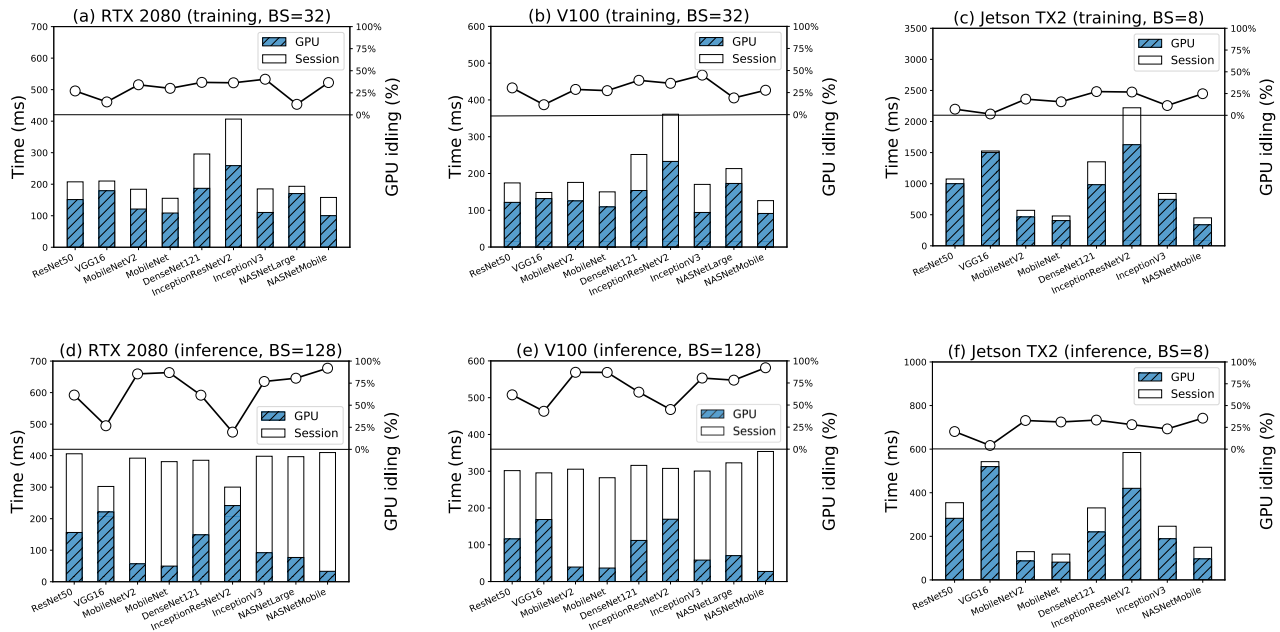 (a) RTX 2080 (training, BS=32)
700
600
500
400
300
200
100
0
Time (ms)
GPU
Session
100%
75%
50%
25%
0%
GPU idling (%)
ResNet50
VGG16
MobileNetV2
MobileNet
DenseNet121
InceptionResNetV2
InceptionV3
NASNetLarge
NASNetMobile
(b) V100 (training, BS=32)
600
500
400
300
200
100
0
Time (ms)
GPU
Session
100%
75%
50%
25%
0%
GPU idling (%)
ResNet50
VGG16
MobileNetV2
MobileNet
DenseNet121
InceptionResNetV2
InceptionV3
NASNetLarge
NASNetMobile
(c) Jetson TX2 (training, BS=8)
3500
3000
2500
2000
1500
1000
500
0
Time (ms)
GPU
Session
100%
75%
50%
25%
0%
GPU idling (%)
ResNet50
VGG16
MobileNetV2
MobileNet
DenseNet121
InceptionResNetV2
InceptionV3
NASNetMobile
(d) RTX 2080 (inference, BS=128)
700
600
500
400
300
200
100
0
Time (ms)
GPU
Session
100%
75%
50%
25%
0%
GPU idling (%)
ResNet50
VGG16
MobileNetV2
MobileNet
DenseNet121
InceptionResNetV2
InceptionV3
NASNetLarge
NASNetMobile
(e) V100 (inference, BS=128)
600
500
400
300
200
100
0
Time (ms)
GPU
Session
100%
75%
50%
25%
0%
GPU idling (%)
ResNet50
VGG16
MobileNetV2
MobileNet
DenseNet121
InceptionResNetV2
InceptionV3
NASNetLarge
NASNetMobile
(f) Jetson TX2 (inference, BS=8)
1000
800
600
400
200
0
Time (ms)
GPU
Session
100%
75%
50%
25%
0%
GPU idling (%)
ResNet50
VGG16
MobileNetV2
MobileNet
DenseNet121
InceptionResNetV2
InceptionV3
NASNetMobile